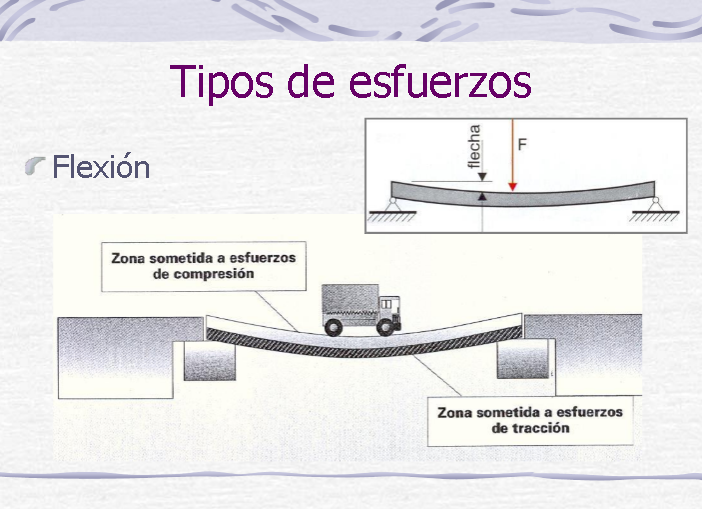 Tipos de esfuerzos
Flexión
flecha
F
Zona sometida a esfuerzos
de compresión
Zona sometida a esfuerzos
de tracción